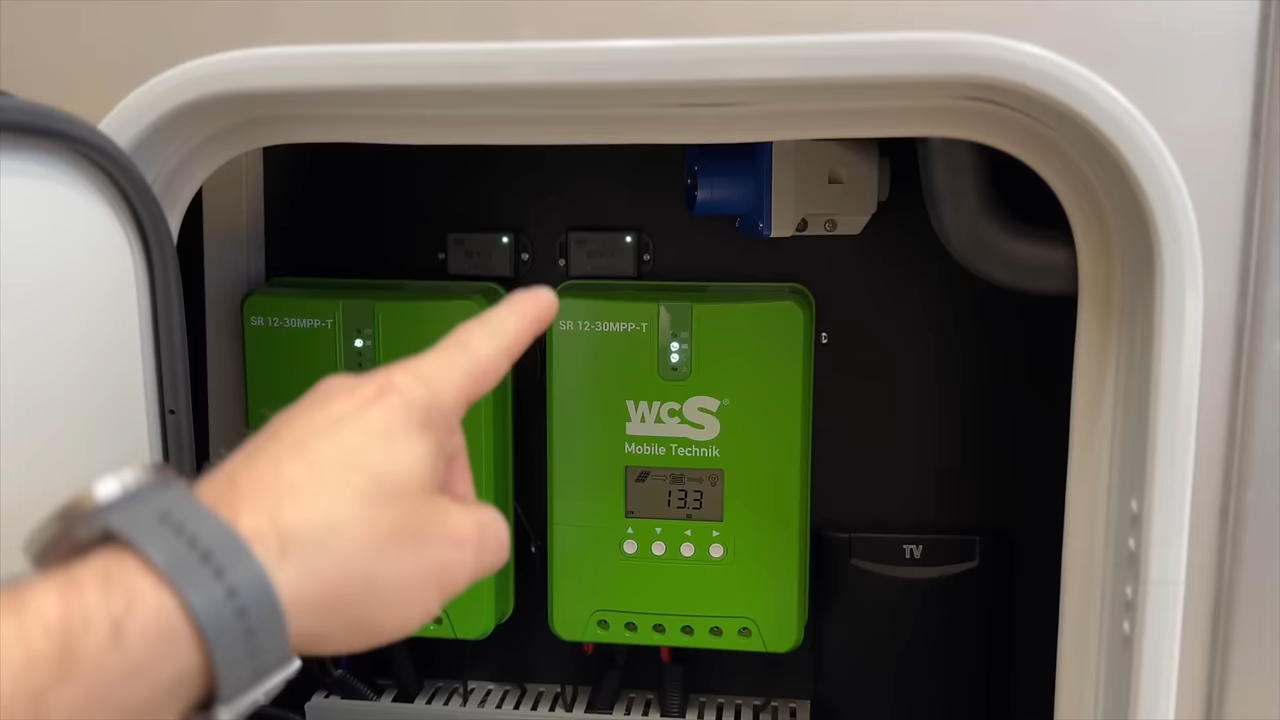 SR 12-30MPP-T
SR 12-30MPP-T
WCS®
Mobile Technik
13.3
TV